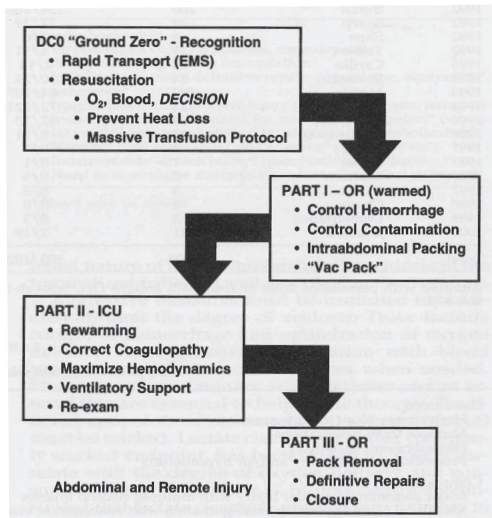 DC0 "Ground Zero" - Recognition
• Rapid Transport (EMS)
• Resuscitation
• O₂, Blood, DECISION
• Prevent Heat Loss
• Massive Transfusion Protocol
PART I – OR (warmed)
• Control Hemorrhage
• Control Contamination
• Intraabdominal Packing
• "Vac Pack"
PART II - ICU
• Rewarming
• Correct Coagulopathy
• Maximize Hemodynamics
• Ventilatory Support
• Re-exam
PART III - OR
• Pack Removal
• Definitive Repairs
• Closure
Abdominal and Remote Injury